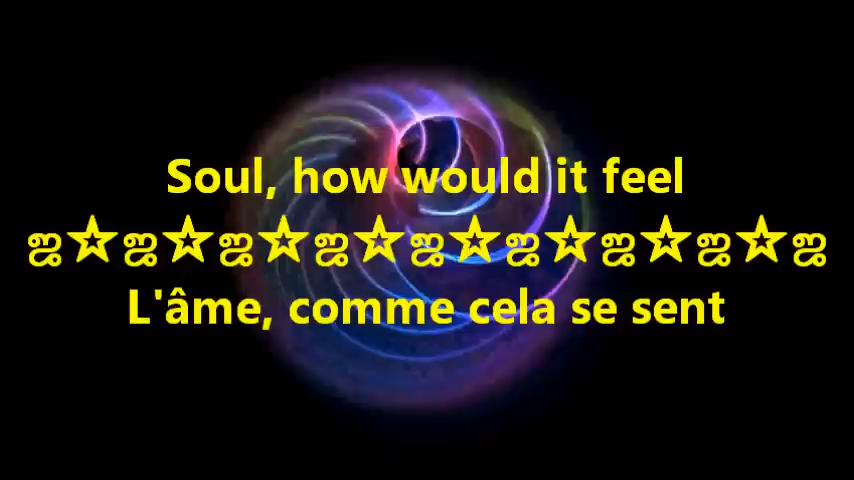 Soul, how would it feel
ஐ☆ஐ☆ஐ☆ஐ☆ஐ☆ஐ☆ஐ☆ஐ☆ஐ
L'âme, comme cela se sent